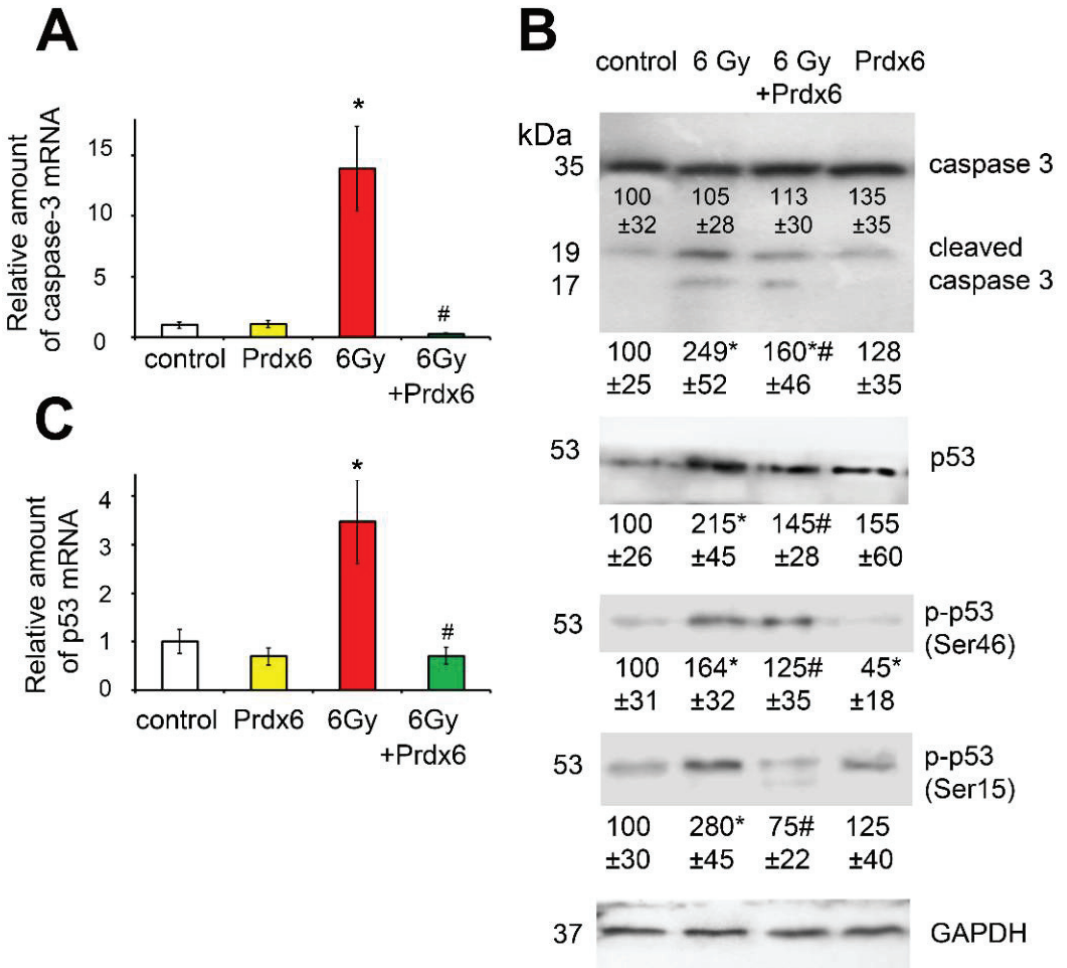 A
Relative amount
of caspase-3 mRNA
15
10
5
0
*
#
control Prdx6 6Gy 6Gy
+Prdx6
C
Relative amount
of p53 mRNA
4
3
2
1
0
*
#
control Prdx6 6Gy 6Gy
+Prdx6
B
control 6 Gy 6 Gy Prdx6
+Prdx6
kDa
35 caspase 3
100 105 113 135
±32 ±28 ±30 ±35
19 cleaved
17 caspase 3
100 249* 160*# 128
±25 ±52 ±46 ±35
53 p53
100 215* 145# 155
±26 ±45 ±28 ±60
53 p-p53
(Ser46)
100 164* 125# 45*
±31 ±32 ±35 ±18
53 p-p53
(Ser15)
100 280* 75# 125
±30 ±45 ±22 ±40
37 GAPDH